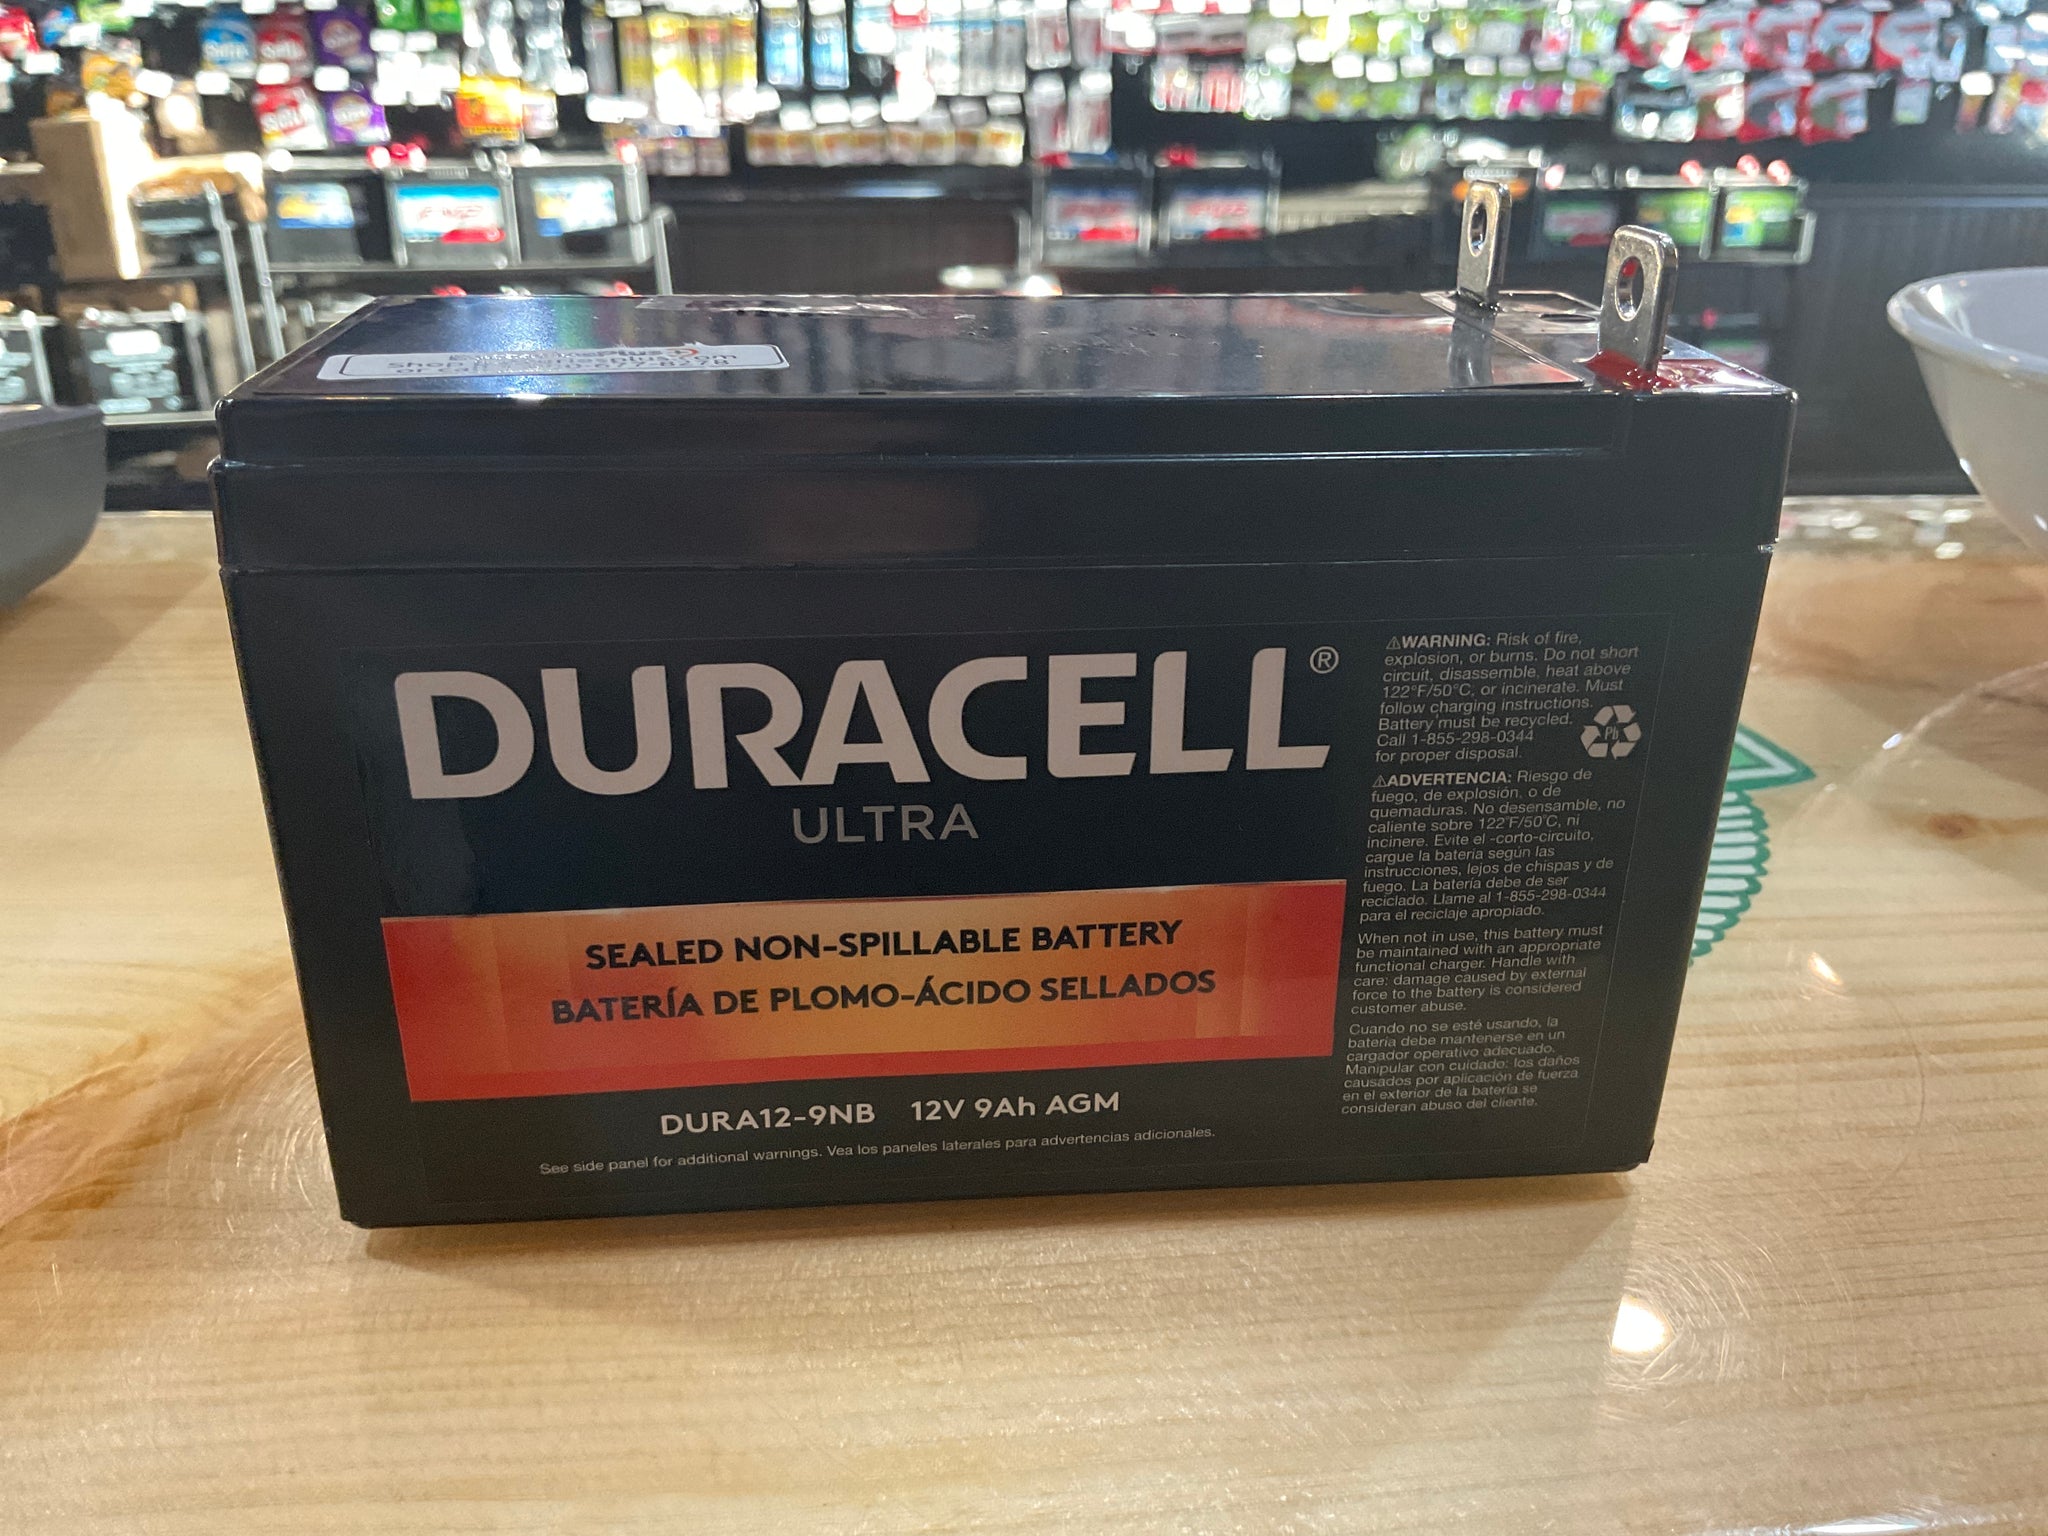 Shop
or
DURACELL®
ULTRA
SEALED NON-SPILLABLE BATTERY
BATERÍA DE PLOMO-ÁCIDO SELLADOS
DURA12-9NB 12V 9Ah AGM
See side panel for additional warnings. Vea los paneles laterales para advertencias adicionales.
⚠WARNING: Risk of fire,
explosion, or burns. Do not short
circuit, disassemble, heat above
122°F/50°C, or incinerate. Must
follow charging instructions.
Battery must be recycled.
Call 1-855-298-0344
for proper disposal.
Pb
⚠ADVERTENCIA: Riesgo de
fuego, de explosión. o de
quemaduras. No desensamble, no
caliente sobre 122°F/50°C, ni
incinere. Evite el -corto-circuito,
cargue la batería según las
instrucciones, lejos de chispas y de
fuego. La batería debe de ser
reciclado. Llame al 1-855-298-0344
para el reciclaje apropiado.
When not in use, this battery must
be maintained with an appropriate
functional charger. Handle with
care: damage caused by external
force to the battery is considered
customer abuse.
Cuando no se esté usando, la
batería debe mantenerse en un
cargador operativo adecuado.
Manipular con cuidado: los daños
causados por aplicación de fuerza
en el exterior de la batería se
consideran abuso del cliente.